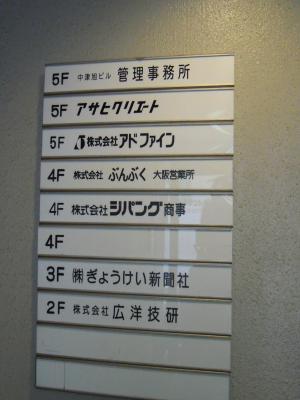 5F 中津旭ビル 管理事務所
5F アサヒクリエート
5F 株式会社アドファイン
4F 株式会社 ぶんぶく 大阪営業所
4F 株式会社 シバング商事
4F
3F ㈱ぎょうけい新聞社
2F 株式会社 広洋技研